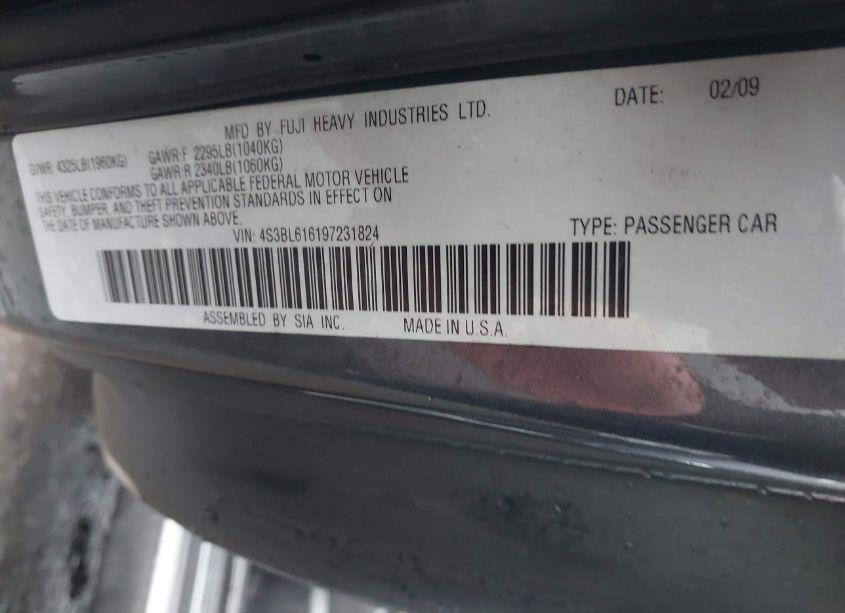 MFD BY FUJI HEAVY INDUSTRIES LTD. DATE: 02/09
GVWR: 4325LB(1960KG) GAWR:F 2295LB(1040KG)
GAWR:R 2340LB(1060KG)
THIS VEHICLE CONFORMS TO ALL APPLICABLE FEDERAL MOTOR VEHICLE
SAFETY, BUMPER, AND THEFT PREVENTION STANDARDS IN EFFECT ON
THE DATE OF MANUFACTURE SHOWN ABOVE.
VIN: 4S3BL616197231824 TYPE: PASSENGER CAR
ASSEMBLED BY SIA INC. MADE IN U.S.A.